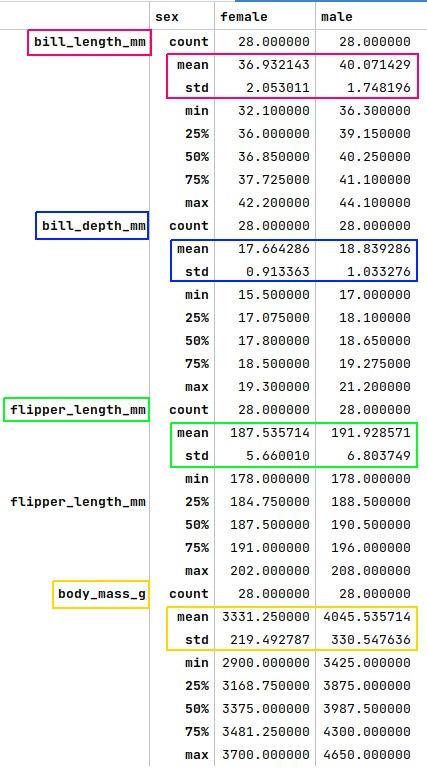 sex female male
bill_length_mm count 28.000000 28.000000
mean 36.932143 40.071429
std 2.053011 1.748196
min 32.100000 36.300000
25% 36.000000 39.150000
50% 36.850000 40.250000
75% 37.725000 41.100000
max 42.200000 44.100000
bill_depth_mm count 28.000000 28.000000
mean 17.664286 18.839286
std 0.913363 1.033276
min 15.500000 17.000000
25% 17.075000 18.100000
50% 17.800000 18.650000
75% 18.500000 19.275000
max 19.300000 21.200000
flipper_length_mm count 28.000000 28.000000
mean 187.535714 191.928571
std 5.660010 6.803749
min 178.000000 178.000000
flipper_length_mm 25% 184.750000 188.500000
50% 187.500000 190.500000
75% 191.000000 196.000000
max 202.000000 208.000000
body_mass_g count 28.000000 28.000000
mean 3331.250000 4045.535714
std 219.492787 330.547636
min 2900.000000 3425.000000
25% 3168.750000 3875.000000
50% 3375.000000 3987.500000
75% 3481.250000 4300.000000
max 3700.000000 4650.000000